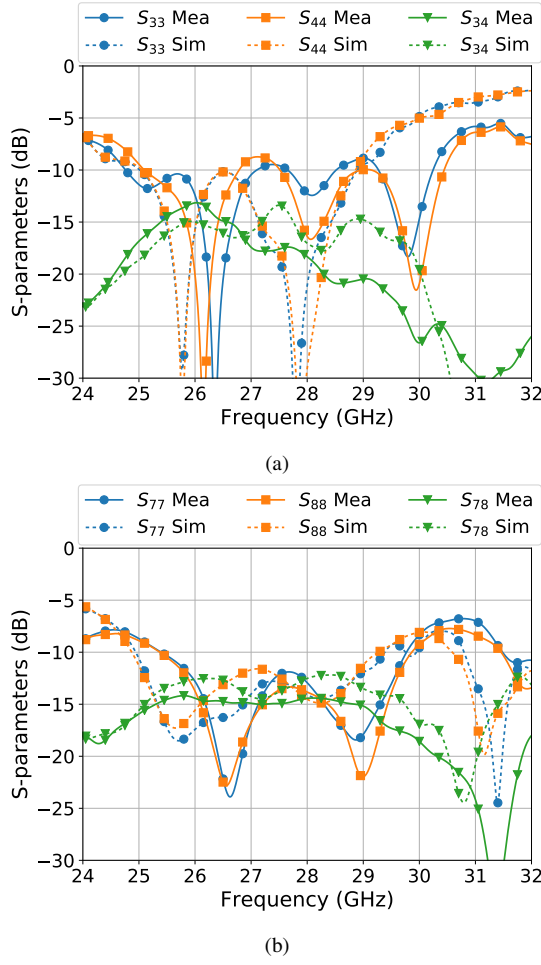 S33 Mea S44 Mea S34 Mea
S33 Sim S44 Sim S34 Sim
0
−5
−10
−15
−20
−25
−30
S-parameters (dB)
24 25 26 27 28 29 30 31 32
Frequency (GHz)
(a)
S77 Mea S88 Mea S78 Mea
S77 Sim S88 Sim S78 Sim
0
−5
−10
−15
−20
−25
−30
S-parameters (dB)
24 25 26 27 28 29 30 31 32
Frequency (GHz)
(b)